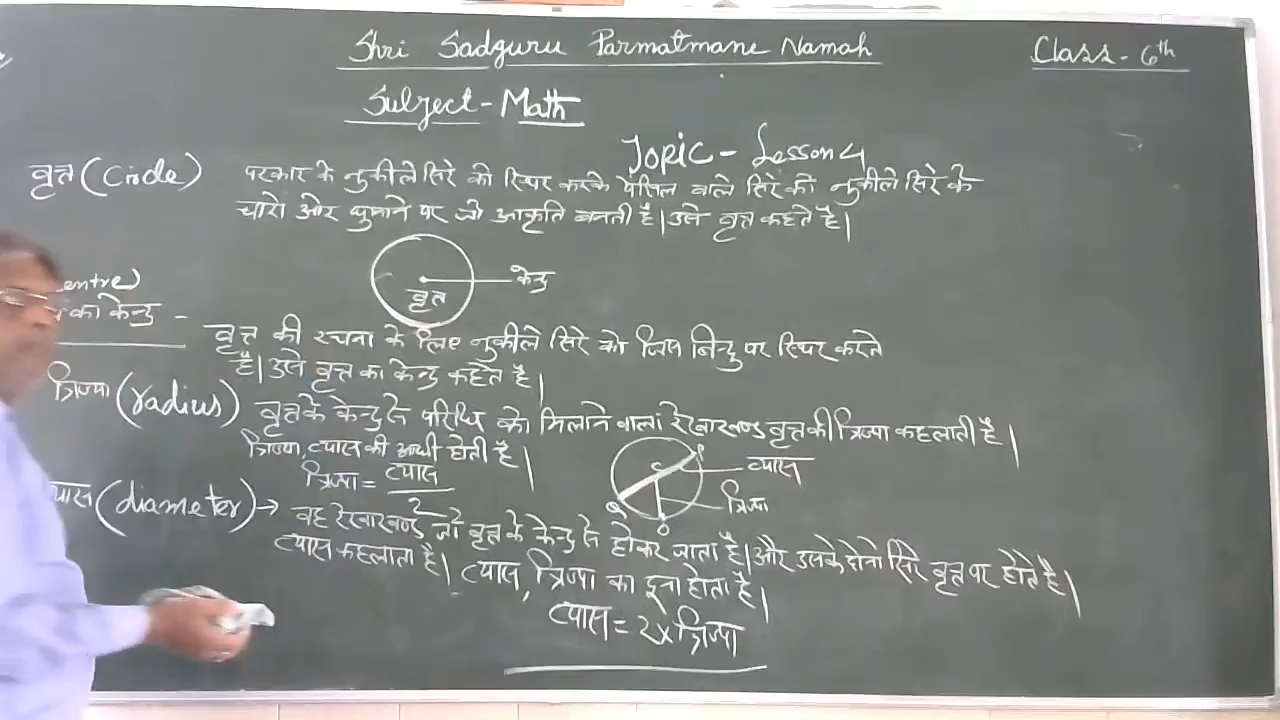 Shri Sadguru Parmatmane Namah
Class- 6th
Subject- Math
Topic- Lesson 4
वृत्त (Circle) परकार के नुकीले सिरे को स्थिर करके पेंसिल वाले सिरे को नुकीले सिरे के
चारो ओर घुमाने पर जो आकृति बनती है। उसे वृत्त कहते है।
केन्द्र
वृत्त
entre)
का केन्द्र -
वृत्त की रचना के लिए नुकीले सिरे को जिस बिन्दु पर स्थिर करते
है। उसे वृत्त का केन्द्र कहते है।
त्रिज्या (radius) वृत्त के केन्द्र से परिधि को मिलाने वाला रेखाखण्ड वृत्त की त्रिज्या कहलाती है।
त्रिज्या, व्यास की आधी होती है।
त्रिज्या = व्यास
2
C
व्यास
त्रिज्या
व्यास (diameter) → वह रेखाखण्ड जो वृत्त के केन्द्र से होकर जाता है। और उसके दोनो सिरे वृत्त पर होते है।
व्यास कहलाता है। व्यास, त्रिज्या का दूना होता है।
व्यास = 2 x त्रिज्या